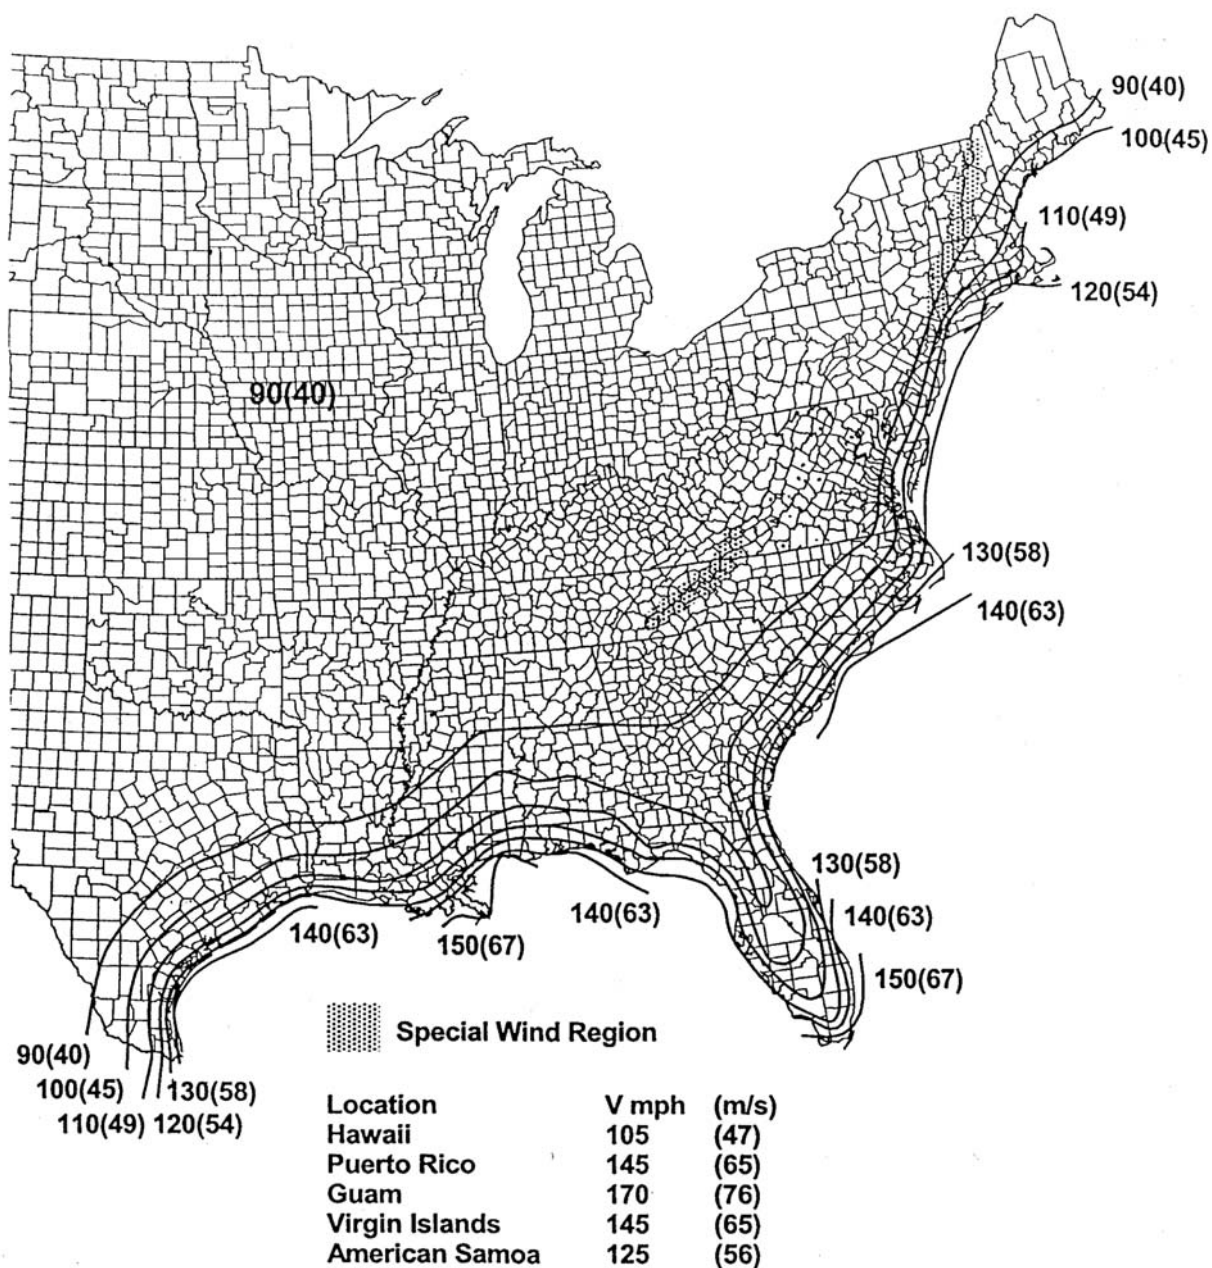 90(40)
100(45)
110(49)
120(54)
90(40)
130(58)
140(63)
130(58)
140(63)
140(63)
140(63)
150(67)
150(67)
Special Wind Region
90(40)
100(45) 130(58)
110(49) 120(54)
Location V mph (m/s)
Hawaii 105 (47)
Puerto Rico 145 (65)
Guam 170 (76)
Virgin Islands 145 (65)
American Samoa 125 (56)